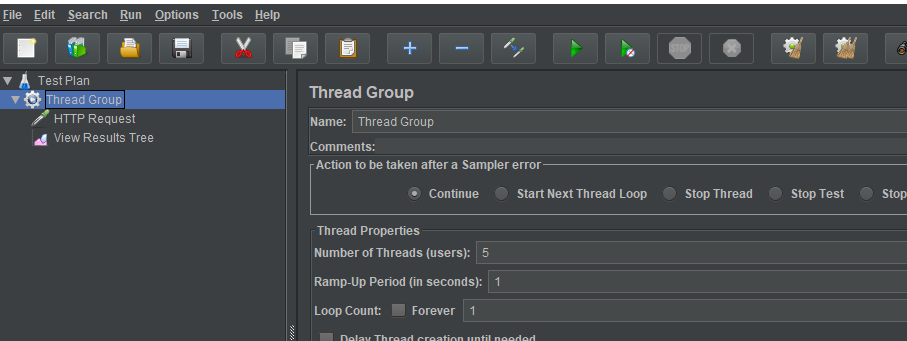 File Edit Search Run Options Tools Help
STOP
Test Plan
Thread Group
HTTP Request
View Results Tree
Thread Group
Name: Thread Group
Comments:
Action to be taken after a Sampler error
Continue Start Next Thread Loop Stop Thread Stop Test Stop
Thread Properties
Number of Threads (users): 5
Ramp-Up Period (in seconds): 1
Loop Count: Forever 1
Delay Thread creation until needed